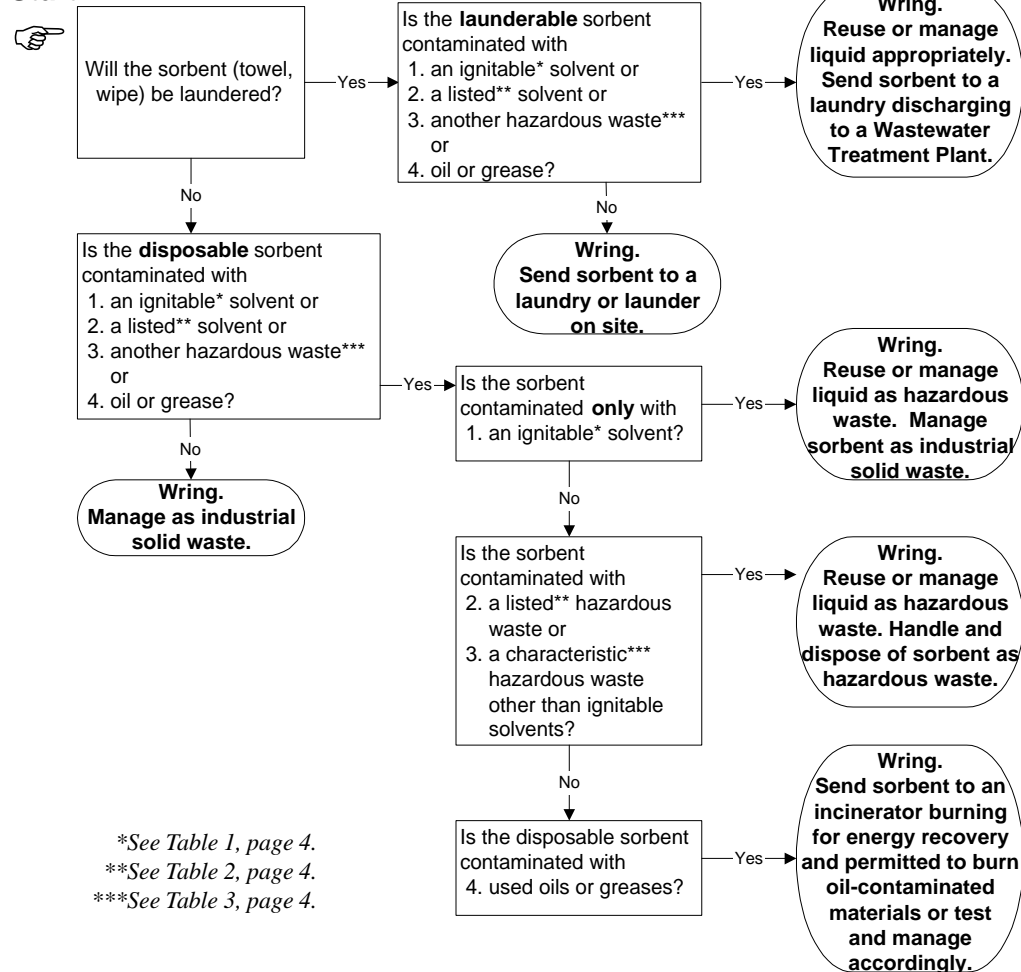 Will the sorbent (towel,
wipe) be laundered?
Yes
Is the launderable sorbent
contaminated with
1. an ignitable* solvent or
2. a listed** solvent or
3. another hazardous waste***
or
4. oil or grease?
Yes
Wring.
Reuse or manage
liquid appropriately.
Send sorbent to a
laundry discharging
to a Wastewater
Treatment Plant.
No
No
Wring.
Send sorbent to a
laundry or launder
on site.
Is the disposable sorbent
contaminated with
1. an ignitable* solvent or
2. a listed** solvent or
3. another hazardous waste***
or
4. oil or grease?
Yes
Is the sorbent
contaminated only with
1. an ignitable* solvent?
Yes
Wring.
Reuse or manage
liquid as hazardous
waste. Manage
sorbent as industrial
solid waste.
No
Wring.
Manage as industrial
solid waste.
No
Is the sorbent
contaminated with
2. a listed** hazardous
waste or
3. a characteristic***
hazardous waste
other than ignitable
solvents?
Yes
Wring.
Reuse or manage
liquid as hazardous
waste. Handle and
dispose of sorbent as
hazardous waste.
No
Is the disposable sorbent
contaminated with
4. used oils or greases?
Yes
Wring.
Send sorbent to an
incinerator burning
for energy recovery
and permitted to burn
oil-contaminated
materials or test
and manage
accordingly.
*See Table 1, page 4.
**See Table 2, page 4.
***See Table 3, page 4.